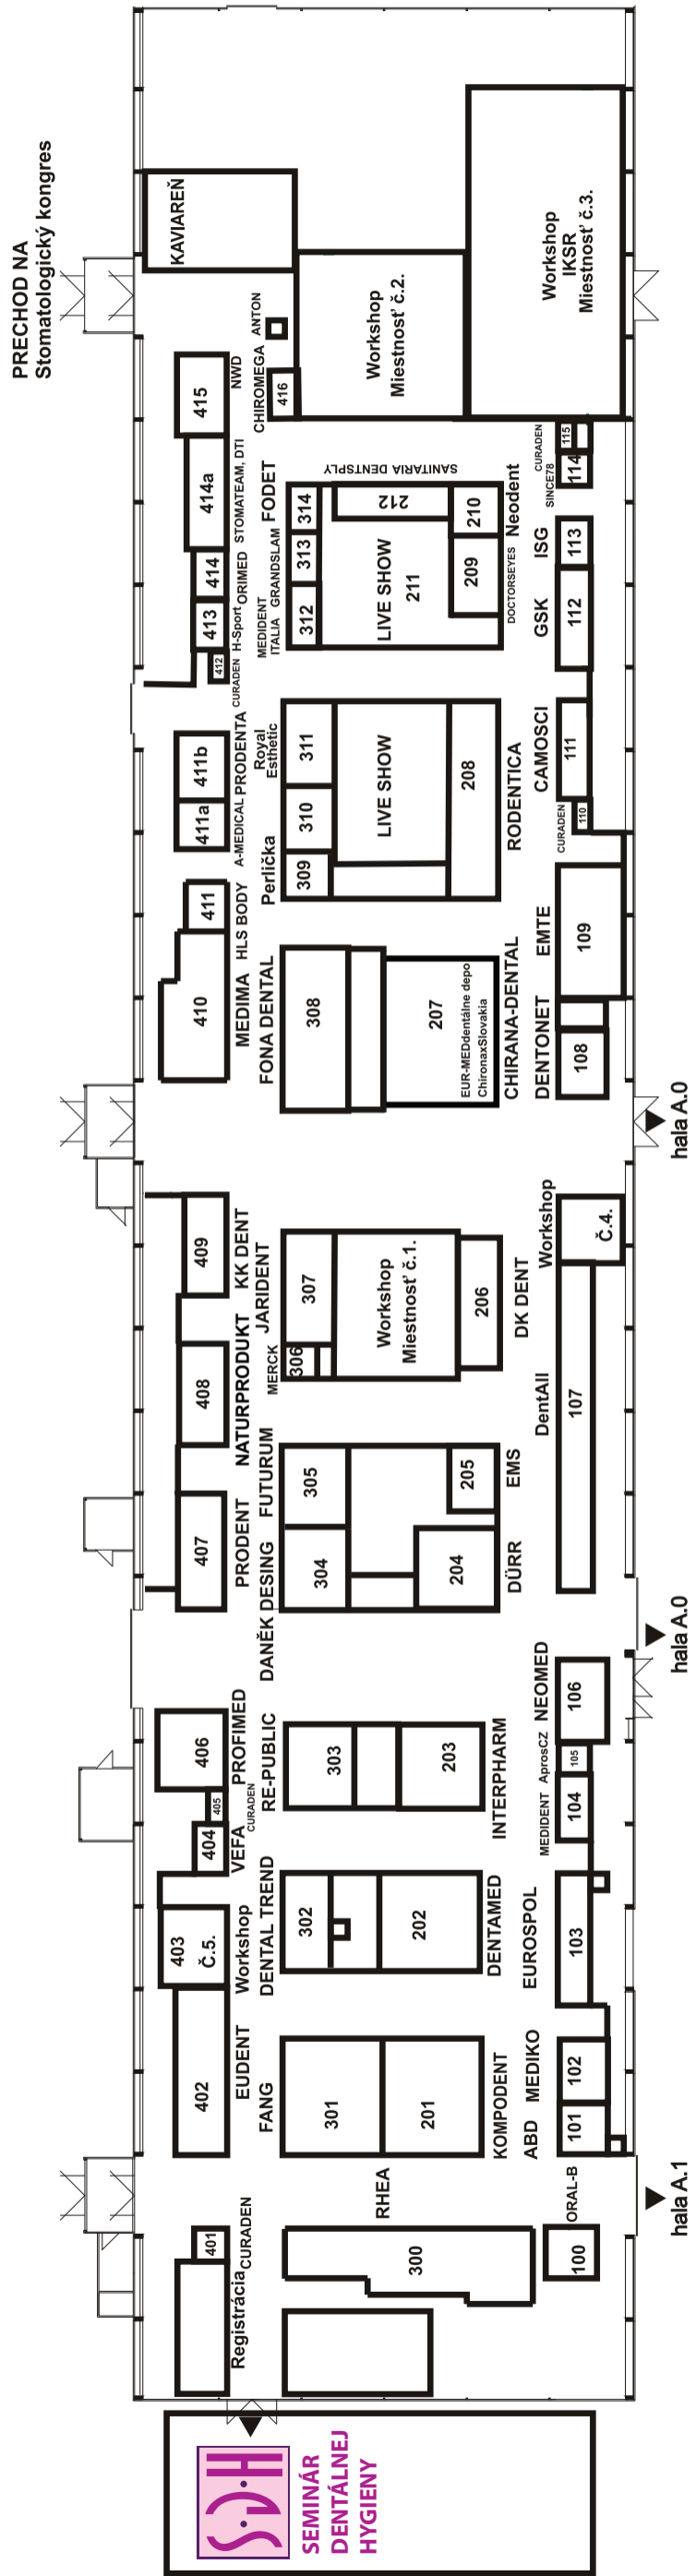 PRECHOD NA
Stomatologický kongres
KAVIAREŇ
Workshop
Miestnosť č.2.
Workshop
IKSR
Miestnosť č.3.
ANTON
416
CHIROMEGA
415
NWD
414a
STOMATEAM, DTI
414
ORIMED
413
H-Sport
412
CURADEN
314
FODET
313
GRANDSLAM
312
MEDIDENT
ITALIA
LIVE SHOW
211
212
SANITARIA DENTSPLY
210
Neodent
209
DOCTORSEYES
115
CURADEN
114
SINCE78
113
ISG
112
GSK
411b
PRODENTA
411a
A-MEDICAL
311
Royal
Esthetic
310
309
Perlička
LIVE SHOW
208
RODENTICA
111
CAMOSCI
110
CURADEN
411
HLS BODY
410
MEDIMA
308
FONA DENTAL
207
EUR-MEDdentálne depo
ChironaxSlovakia
CHIRANA-DENTAL
109
EMTE
108
DENTONET
hala A.0
409
KK DENT
307
JARIDENT
306
MERCK
Workshop
Miestnosť č.1.
206
DK DENT
Workshop
Č.4.
408
NATURPRODUKT
407
PRODENT
305
FUTURUM
304
DANĚK DESING
205
EMS
204
DÜRR
107
DentAll
hala A.0
406
PROFIMED
405
CURADEN
404
VEFA
303
RE-PUBLIC
203
INTERPHARM
106
NEOMED
105
AprosCZ
104
MEDIDENT
403
Č.5.
Workshop
302
DENTAL TREND
202
DENTAMED
103
EUROSPOL
402
EUDENT
301
FANG
201
KOMPODENT
102
MEDIKO
101
ABD
hala A.1
401
CURADEN
Registrácia
RHEA
300
ORAL-B
100
H.G.S
SEMINÁR
DENTÁLNEJ
HYGIENY